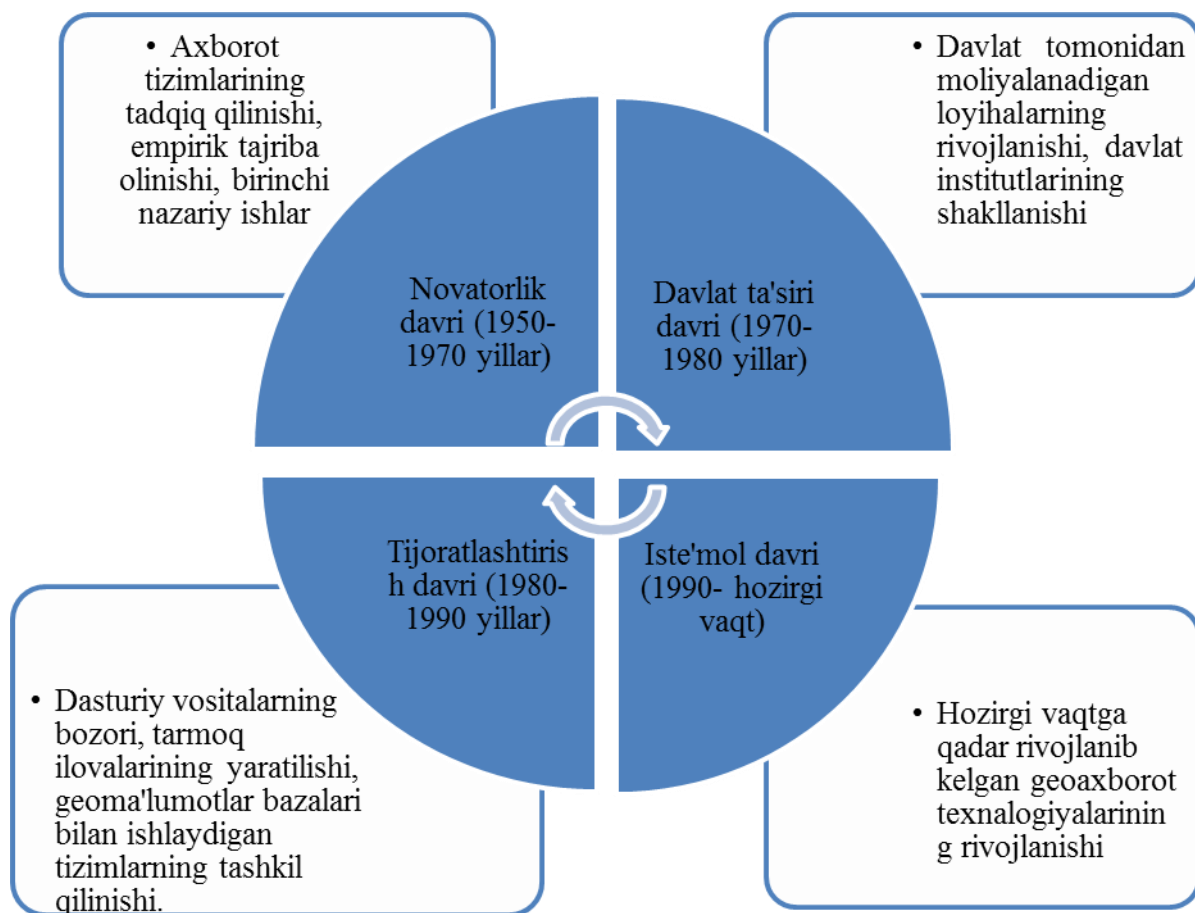 • Axborot
tizimlarining
tadqiq qilinishi,
empirik tajriba
olinishi, birinchi
nazariy ishlar
• Davlat tomonidan
moliyalanadigan
loyihalarning
rivojlanishi, davlat
institutlarining
shakllanishi
Novatorlik
davri (1950-
1970 yillar)
Davlat ta'siri
davri (1970-
1980 yillar)
Tijoratlashtiris
h davri (1980-
1990 yillar)
Iste'mol davri
(1990- hozirgi
vaqt)
• Dasturiy vositalarning
bozori, tarmoq
ilovalarining yaratilishi,
geoma'lumotlar bazalari
bilan ishlaydigan
tizimlarning tashkil
qilinishi.
• Hozirgi vaqtga
qadar rivojlanib
kelgan geoaxborot
texnalogiyalarinin
g rivojlanishi